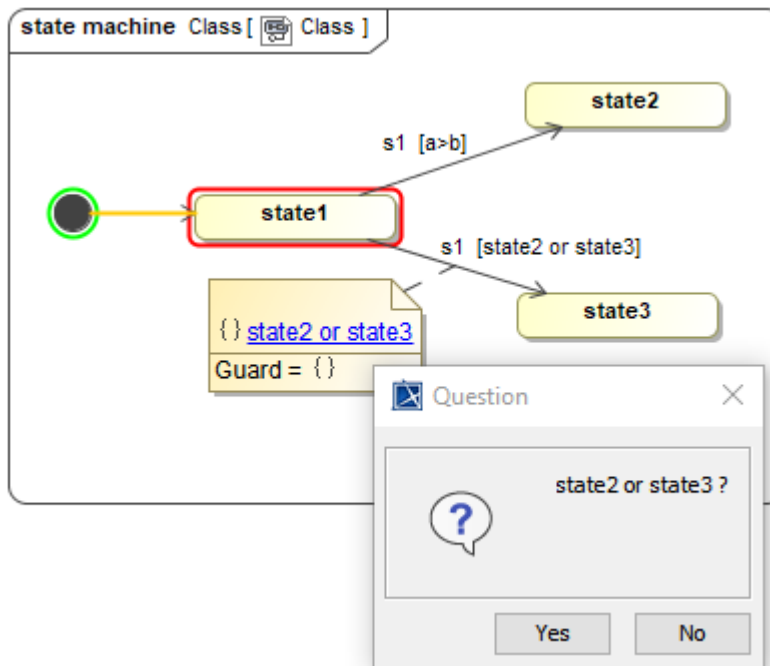 state machine Class [ Class ]
state2
s1 [a>b]
state1
s1 [state2 or state3]
state3
{} state2 or state3
Guard = {}
Question
state2 or state3 ?
?
Yes
No